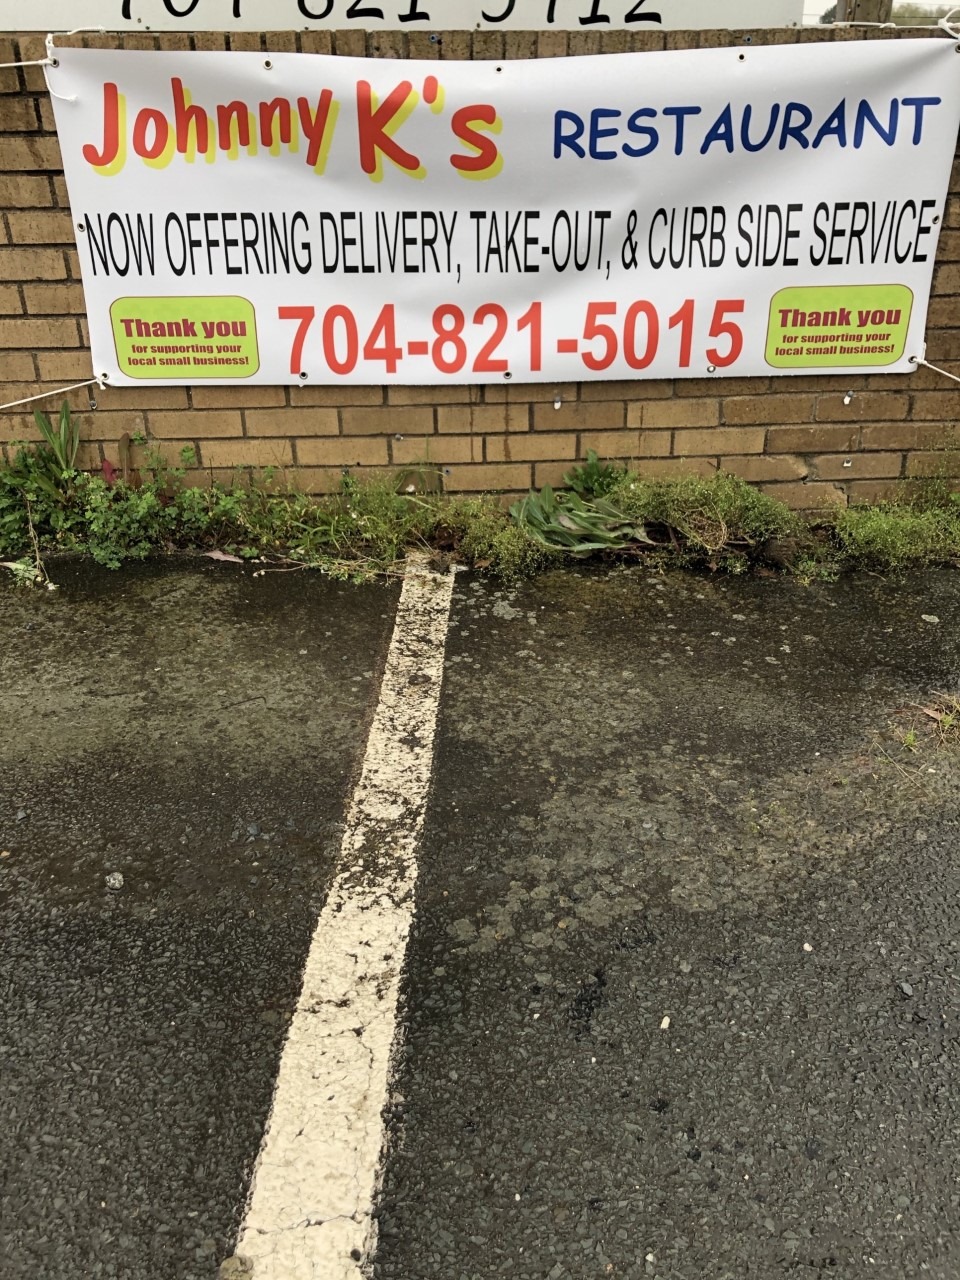 Johnny K's RESTAURANT
NOW OFFERING DELIVERY, TAKE-OUT, & CURB SIDE SERVICE
Thank you
for supporting your
local small business!
704-821-5015
Thank you
for supporting your
local small business!